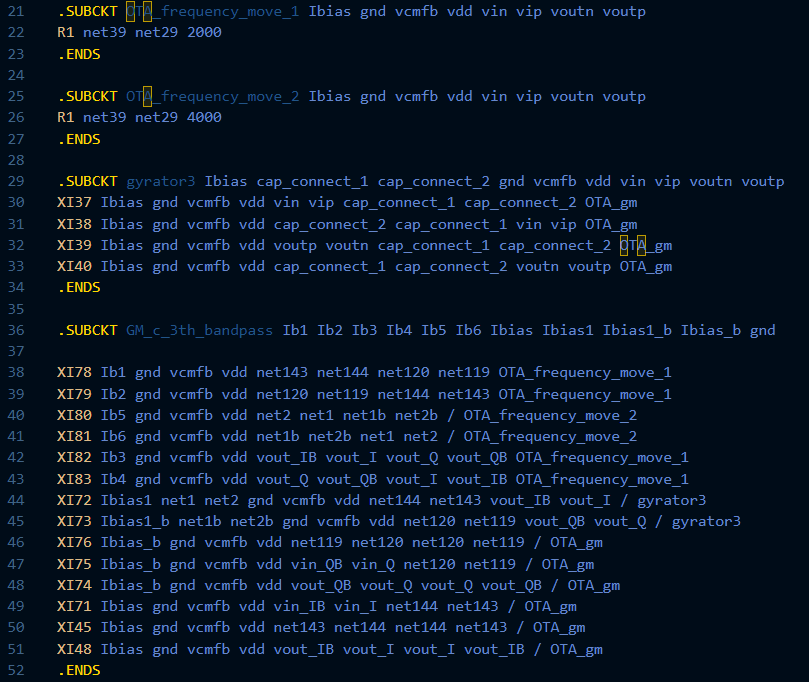 21 .SUBCKT OTA_frequency_move_1 Ibias gnd vcmfb vdd vin vip voutn voutp
22 R1 net39 net29 2000
23 .ENDS
24
25 .SUBCKT OTA_frequency_move_2 Ibias gnd vcmfb vdd vin vip voutn voutp
26 R1 net39 net29 4000
27 .ENDS
28
29 .SUBCKT gyrator3 Ibias cap_connect_1 cap_connect_2 gnd vcmfb vdd vin vip voutn voutp
30 XI37 Ibias gnd vcmfb vdd vin vip cap_connect_1 cap_connect_2 OTA_gm
31 XI38 Ibias gnd vcmfb vdd cap_connect_2 cap_connect_1 vin vip OTA_gm
32 XI39 Ibias gnd vcmfb vdd voutp voutn cap_connect_1 cap_connect_2 OTA_gm
33 XI40 Ibias gnd vcmfb vdd cap_connect_1 cap_connect_2 voutn voutp OTA_gm
34 .ENDS
35
36 .SUBCKT GM_c_3th_bandpass Ib1 Ib2 Ib3 Ib4 Ib5 Ib6 Ibias Ibias1 Ibias1_b Ibias_b gnd
37
38 XI78 Ib1 gnd vcmfb vdd net143 net144 net120 net119 OTA_frequency_move_1
39 XI79 Ib2 gnd vcmfb vdd net120 net119 net144 net143 OTA_frequency_move_1
40 XI80 Ib5 gnd vcmfb vdd net2 net1 net1b net2b / OTA_frequency_move_2
41 XI81 Ib6 gnd vcmfb vdd net1b net2b net1 net2 / OTA_frequency_move_2
42 XI82 Ib3 gnd vcmfb vdd vout_IB vout_I vout_Q vout_QB OTA_frequency_move_1
43 XI83 Ib4 gnd vcmfb vdd vout_Q vout_QB vout_I vout_IB OTA_frequency_move_1
44 XI72 Ibias1 net1 net2 gnd vcmfb vdd net144 net143 vout_IB vout_I / gyrator3
45 XI73 Ibias1_b net1b net2b gnd vcmfb vdd net120 net119 vout_QB vout_Q / gyrator3
46 XI76 Ibias_b gnd vcmfb vdd net119 net120 net120 net119 / OTA_gm
47 XI75 Ibias_b gnd vcmfb vdd vin_QB vin_Q net120 net119 / OTA_gm
48 XI74 Ibias_b gnd vcmfb vdd vout_QB vout_Q vout_Q vout_QB / OTA_gm
49 XI71 Ibias gnd vcmfb vdd vin_IB vin_I net144 net143 / OTA_gm
50 XI45 Ibias gnd vcmfb vdd net143 net144 net144 net143 / OTA_gm
51 XI48 Ibias gnd vcmfb vdd vout_IB vout_I vout_I vout_IB / OTA_gm
52 .ENDS